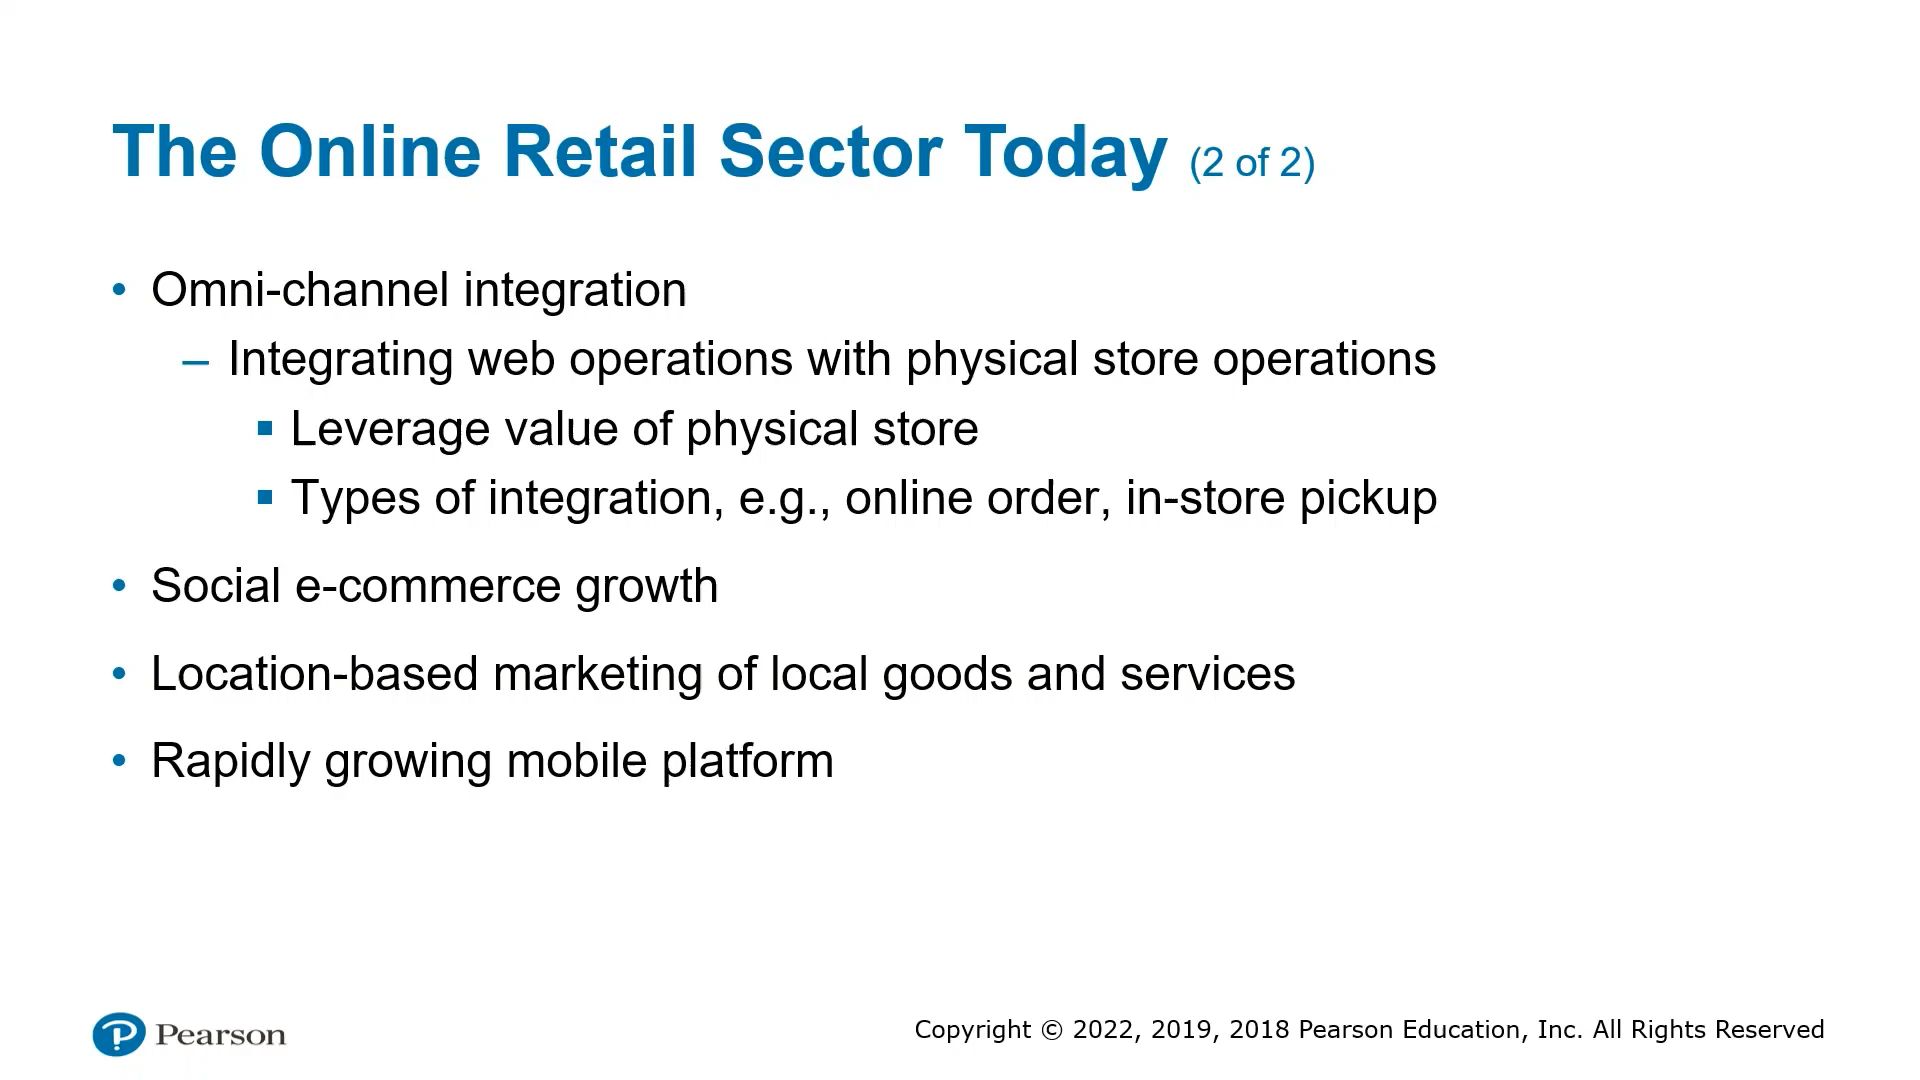 The Online Retail Sector Today (2 of 2)
• Omni-channel integration
– Integrating web operations with physical store operations
▪ Leverage value of physical store
▪ Types of integration, e.g., online order, in-store pickup
• Social e-commerce growth
• Location-based marketing of local goods and services
• Rapidly growing mobile platform
Pearson
Copyright © 2022, 2019, 2018 Pearson Education, Inc. All Rights Reserved